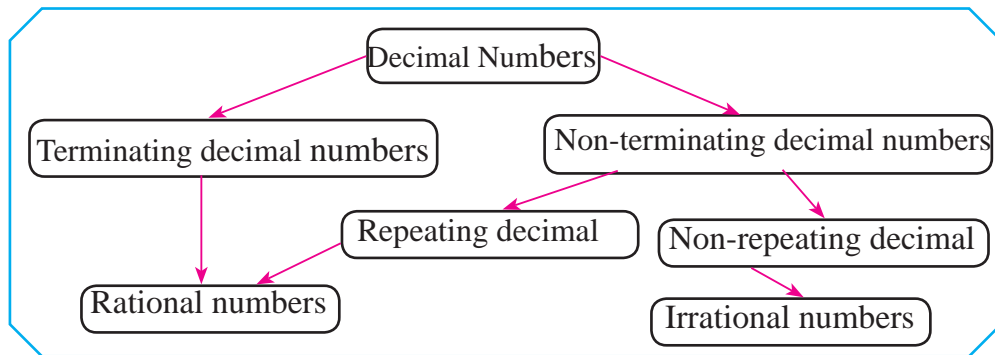 Decimal Numbers
Terminating decimal numbers
Non-terminating decimal numbers
Repeating decimal
Non-repeating decimal
Rational numbers
Irrational numbers